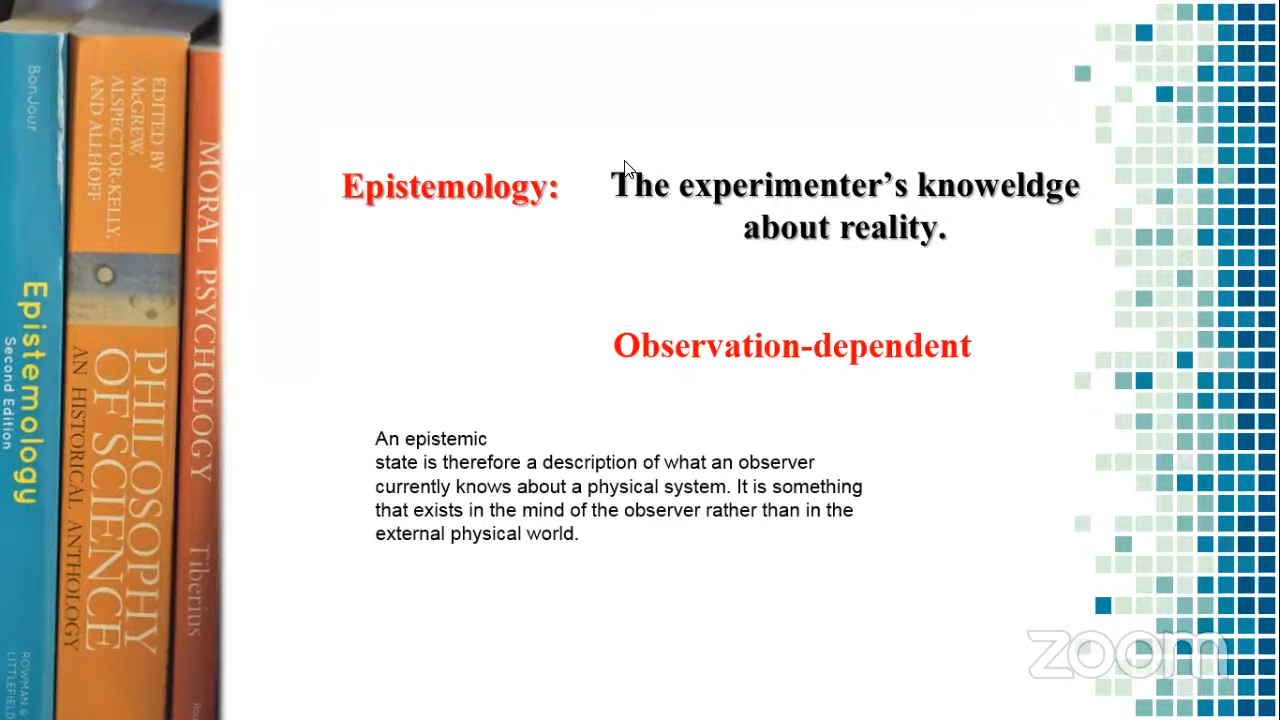 BonJour
Epistemology
Second Edition
ROWMAN &
LITTLEFIELD
EDITED BY
McGREW,
ALSPECTOR-KELLY,
AND ALLHOFF
PHILOSOPHY
OF SCIENCE
AN HISTORICAL ANTHOLOGY
MORAL PSYCHOLOGY
Tiberius
Epistemology:
The experimenter's knoweldge
about reality.
Observation-dependent
An epistemic
state is therefore a description of what an observer
currently knows about a physical system. It is something
that exists in the mind of the observer rather than in the
external physical world.
zoom